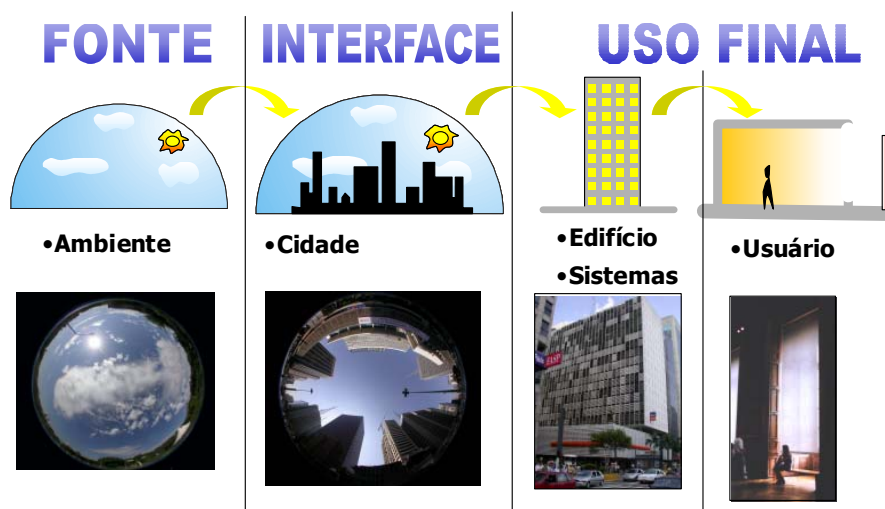 FONTE
INTERFACE
USO FINAL
•Ambiente
•Cidade
•Edifício
•Sistemas
•Usuário